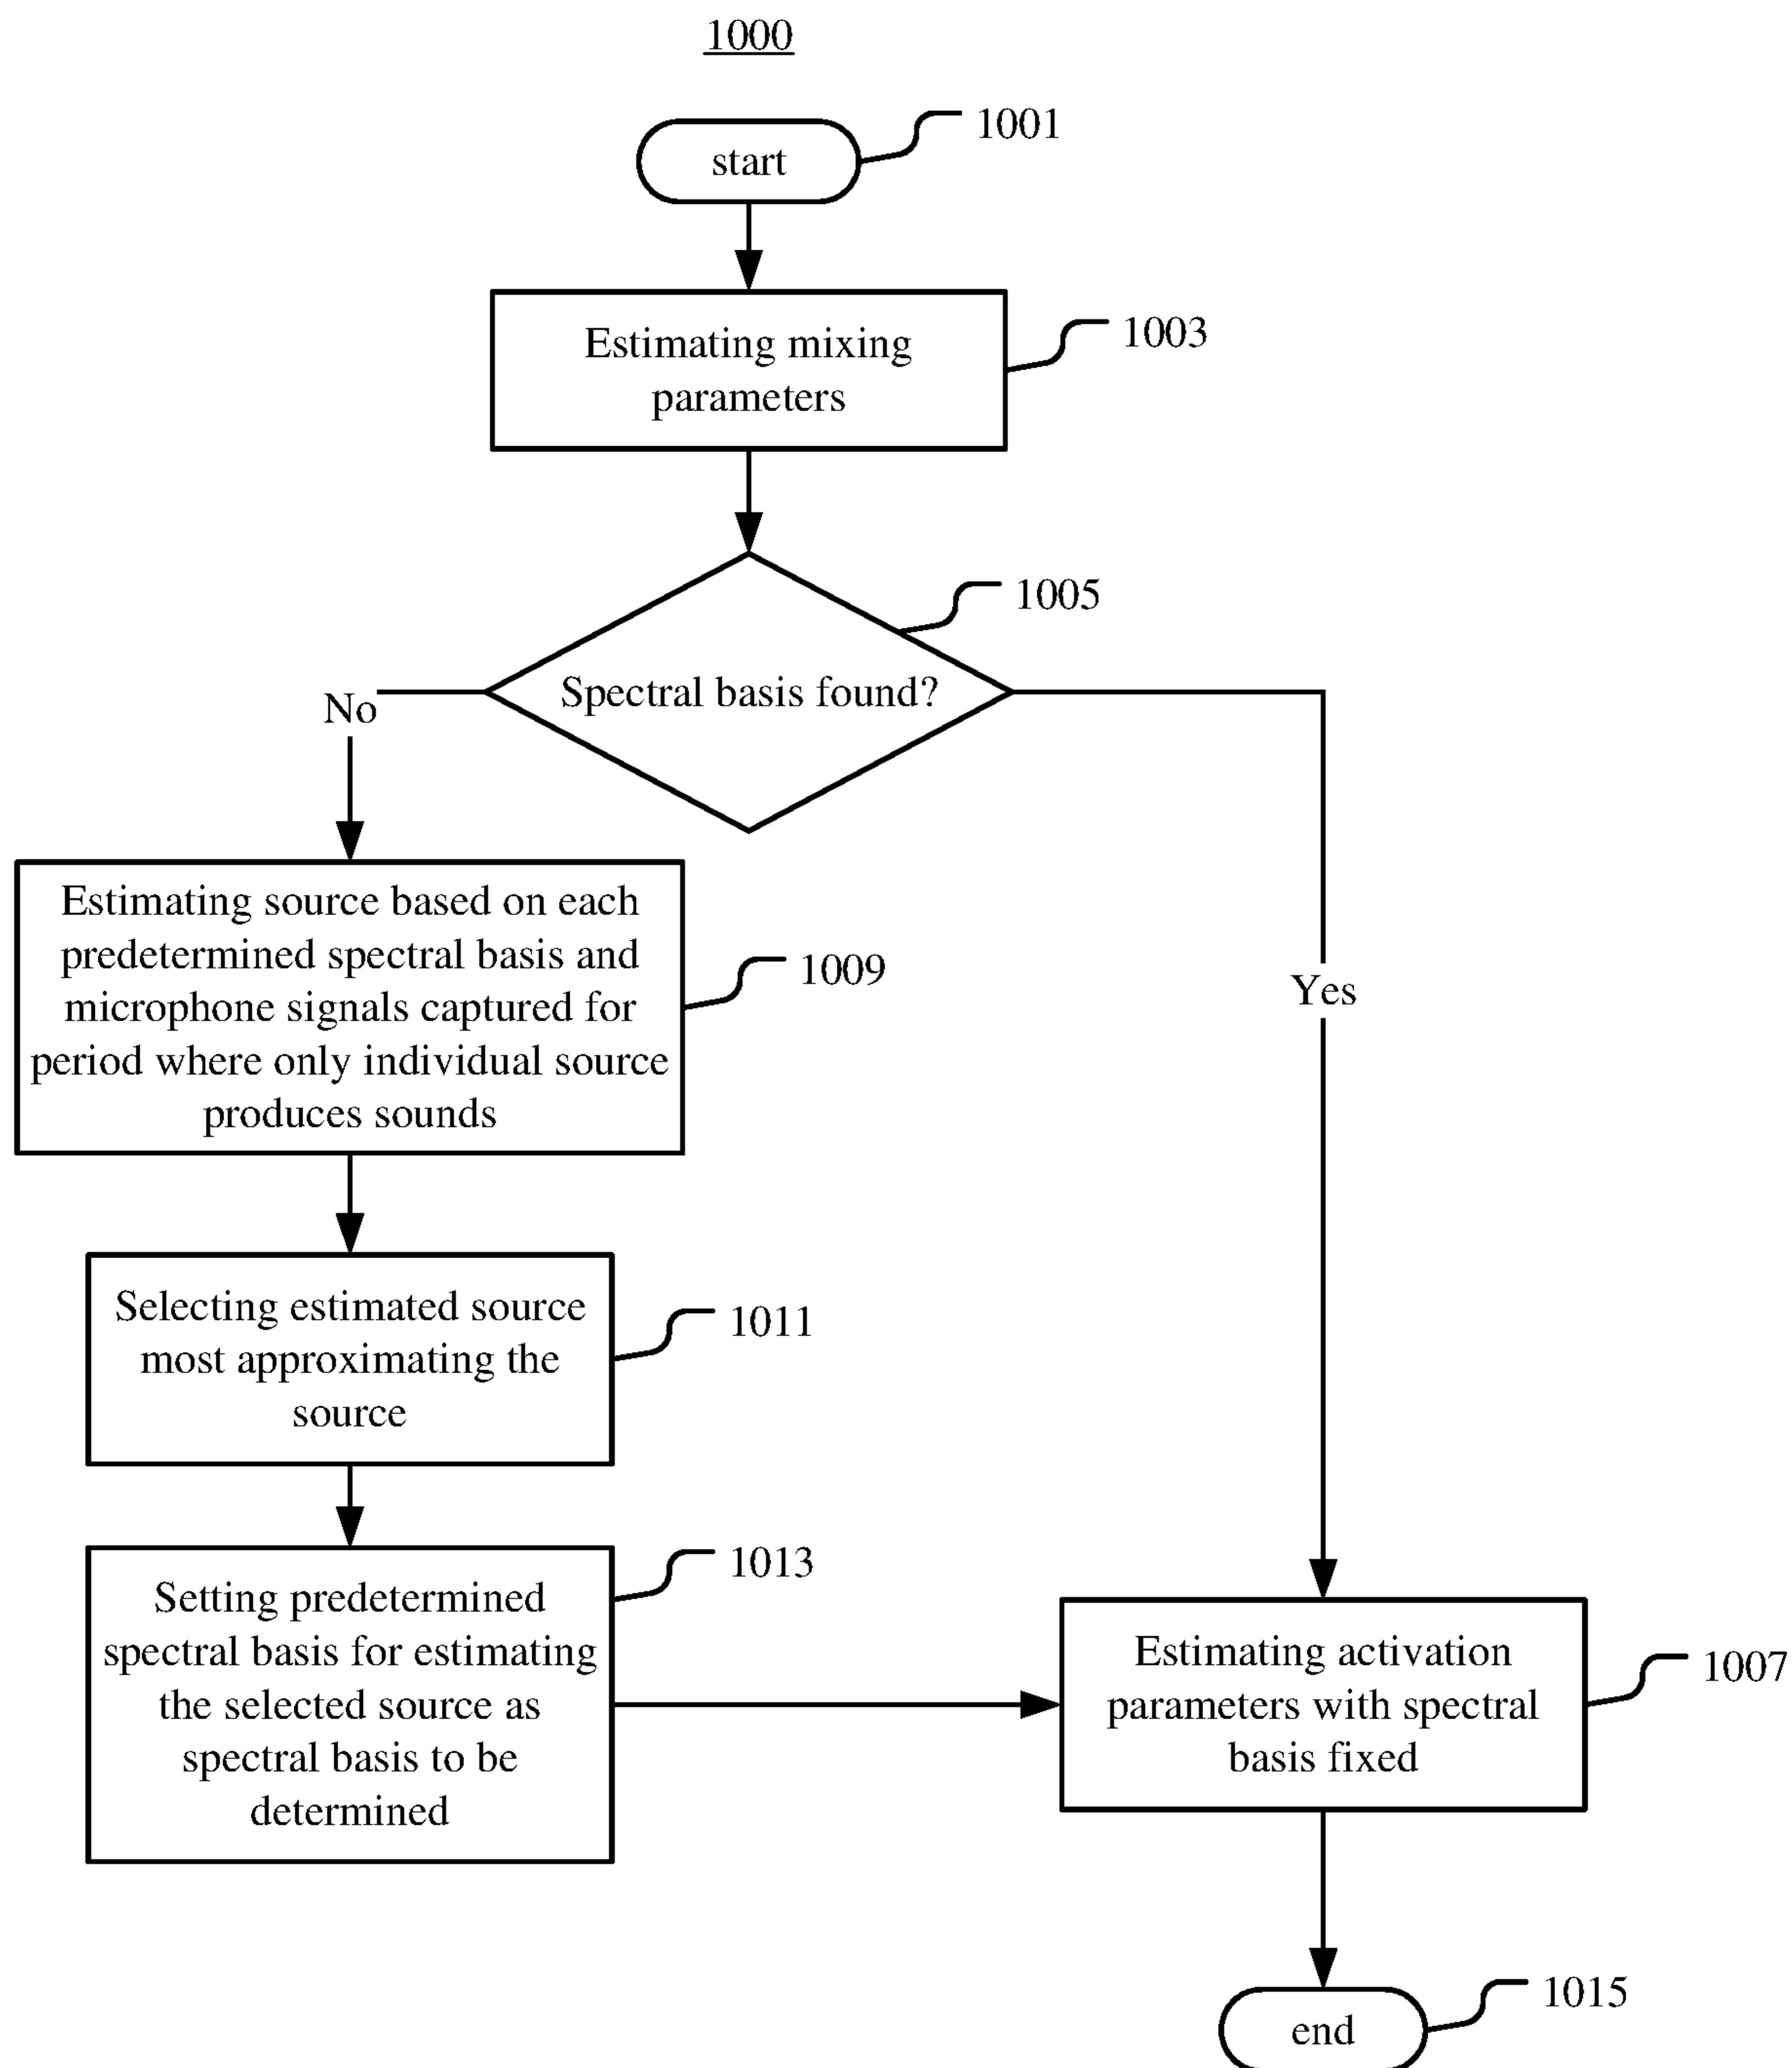 1000
start
1001
Estimating mixing
parameters
1003
Spectral basis found?
1005
No
Yes
Estimating source based on each
predetermined spectral basis and
microphone signals captured for
period where only individual source
produces sounds
1009
Selecting estimated source
most approximating the
source
1011
Setting predetermined
spectral basis for estimating
the selected source as
spectral basis to be
determined
1013
Estimating activation
parameters with spectral
basis fixed
1007
end
1015